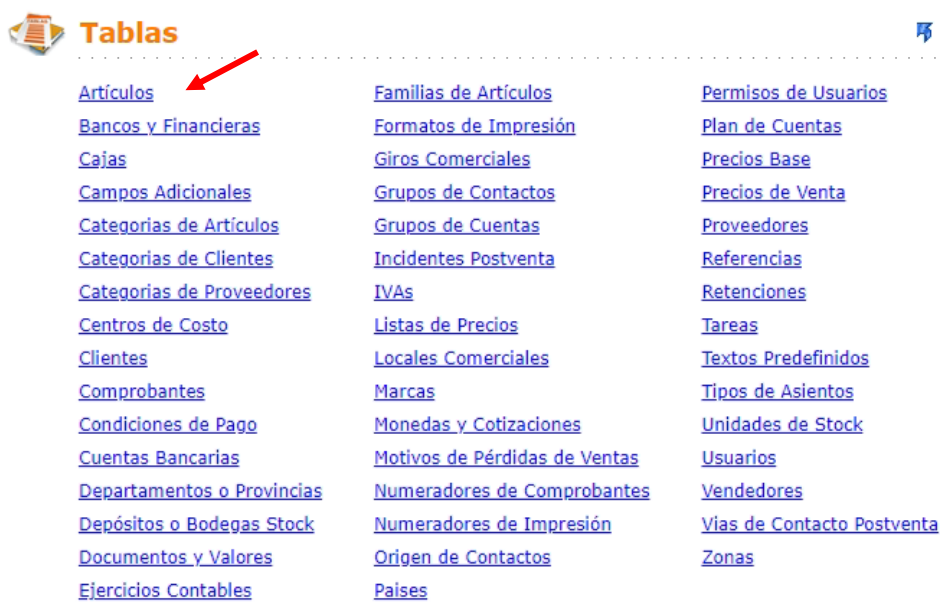 Tablas
Artículos
Bancos y Financieras
Cajas
Campos Adicionales
Categorias de Artículos
Categorias de Clientes
Categorias de Proveedores
Centros de Costo
Clientes
Comprobantes
Condiciones de Pago
Cuentas Bancarias
Departamentos o Provincias
Depósitos o Bodegas Stock
Documentos y Valores
Ejercicios Contables
Familias de Artículos
Formatos de Impresión
Giros Comerciales
Grupos de Contactos
Grupos de Cuentas
Incidentes Postventa
IVAs
Listas de Precios
Locales Comerciales
Marcas
Monedas y Cotizaciones
Motivos de Pérdidas de Ventas
Numeradores de Comprobantes
Numeradores de Impresión
Origen de Contactos
Paises
Permisos de Usuarios
Plan de Cuentas
Precios Base
Precios de Venta
Proveedores
Referencias
Retenciones
Tareas
Textos Predefinidos
Tipos de Asientos
Unidades de Stock
Usuarios
Vendedores
Vias de Contacto Postventa
Zonas